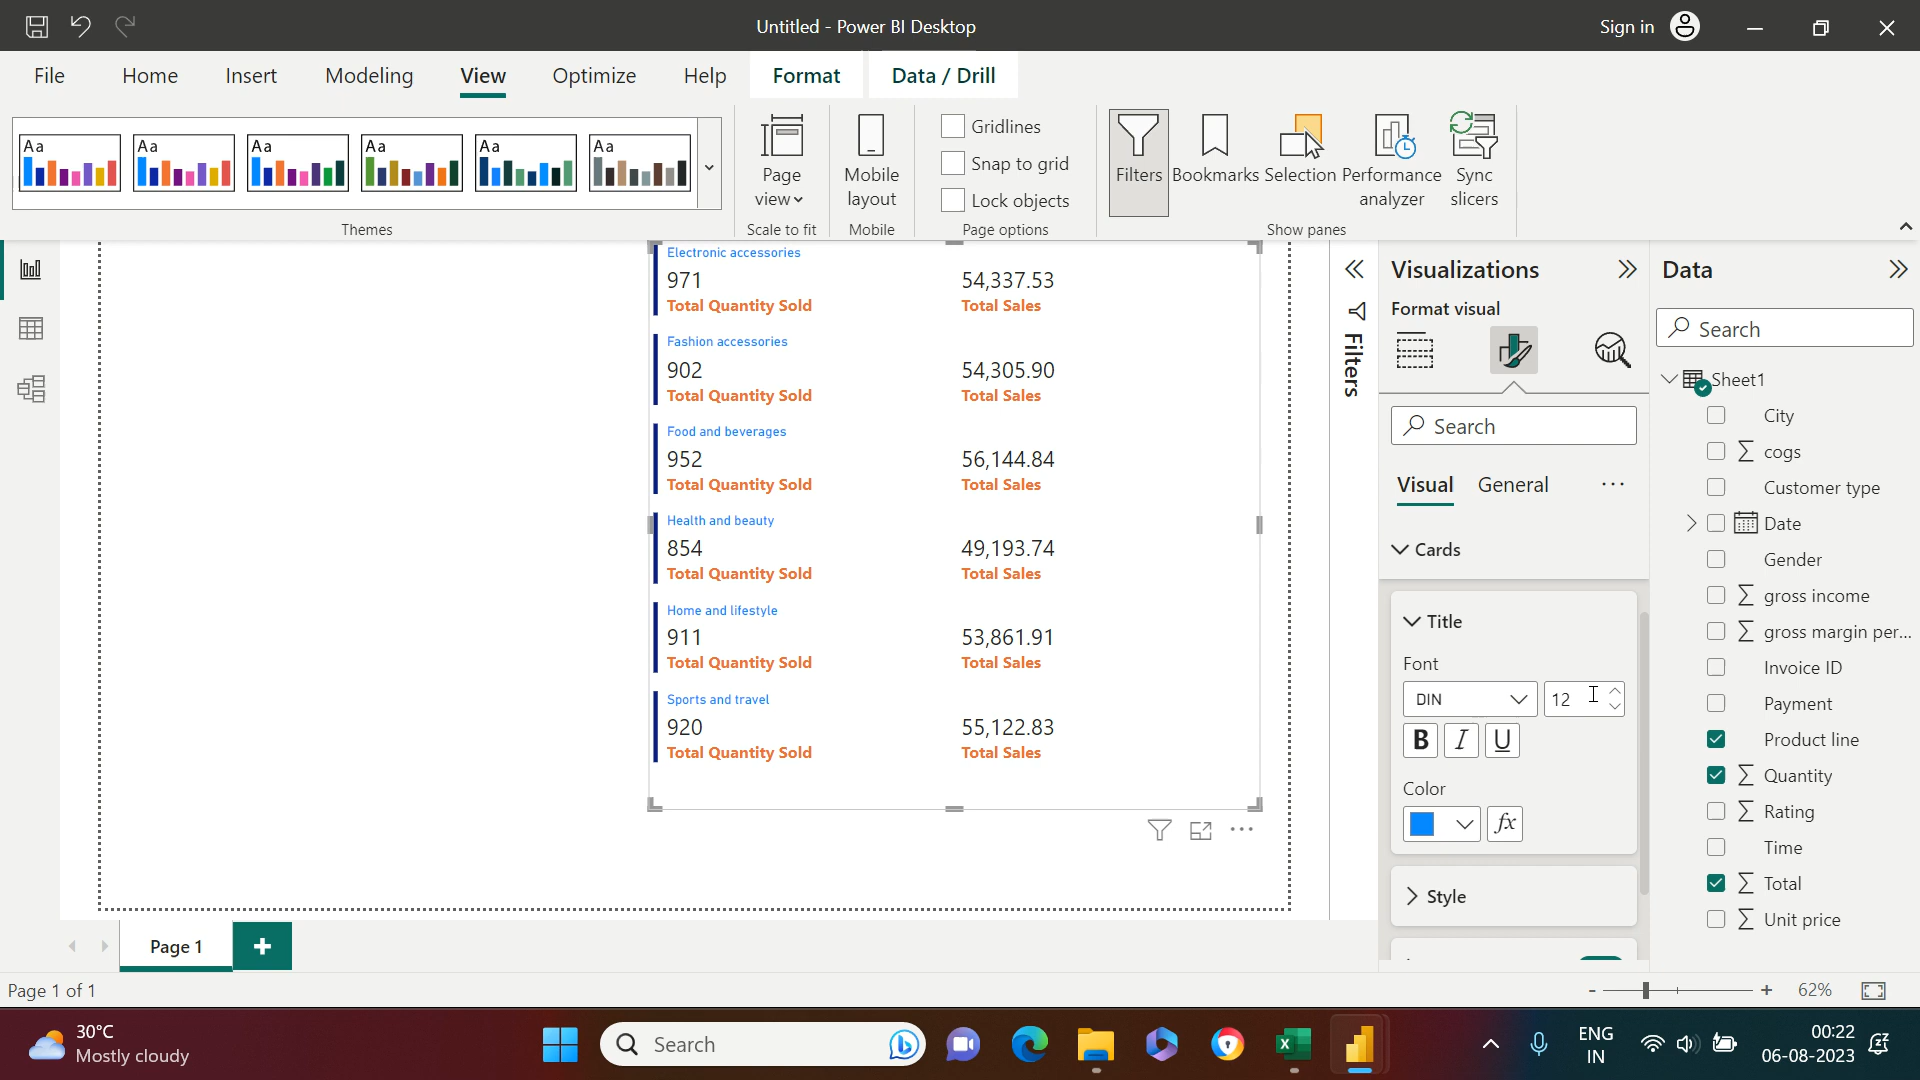 Untitled - Power BI Desktop
Sign in
File Home Insert Modeling View Optimize Help Format Data / Drill
Aa Aa Aa Aa Aa Aa
Page view
Mobile layout
Gridlines
Snap to grid
Lock objects
Filters
Bookmarks
Selection
Performance analyzer
Sync slicers
Themes Scale to fit Mobile Page options Show panes
Electronic accessories
971 54,337.53
Total Quantity Sold Total Sales
Fashion accessories
902 54,305.90
Total Quantity Sold Total Sales
Food and beverages
952 56,144.84
Total Quantity Sold Total Sales
Health and beauty
854 49,193.74
Total Quantity Sold Total Sales
Home and lifestyle
911 53,861.91
Total Quantity Sold Total Sales
Sports and travel
920 55,122.83
Total Quantity Sold Total Sales
Filters
Visualizations
Format visual
Search
Visual General
Cards
Title
Font
DIN 12
B I U
Color
fx
Style
Data
Search
Sheet1
City
∑ cogs
Customer type
Date
Gender
∑ gross income
∑ gross margin per...
Invoice ID
Payment
Product line
∑ Quantity
∑ Rating
Time
∑ Total
∑ Unit price
Page 1 +
Page 1 of 1
- + 62%
30°C
Mostly cloudy
Search
ENG
IN
00:22
06-08-2023